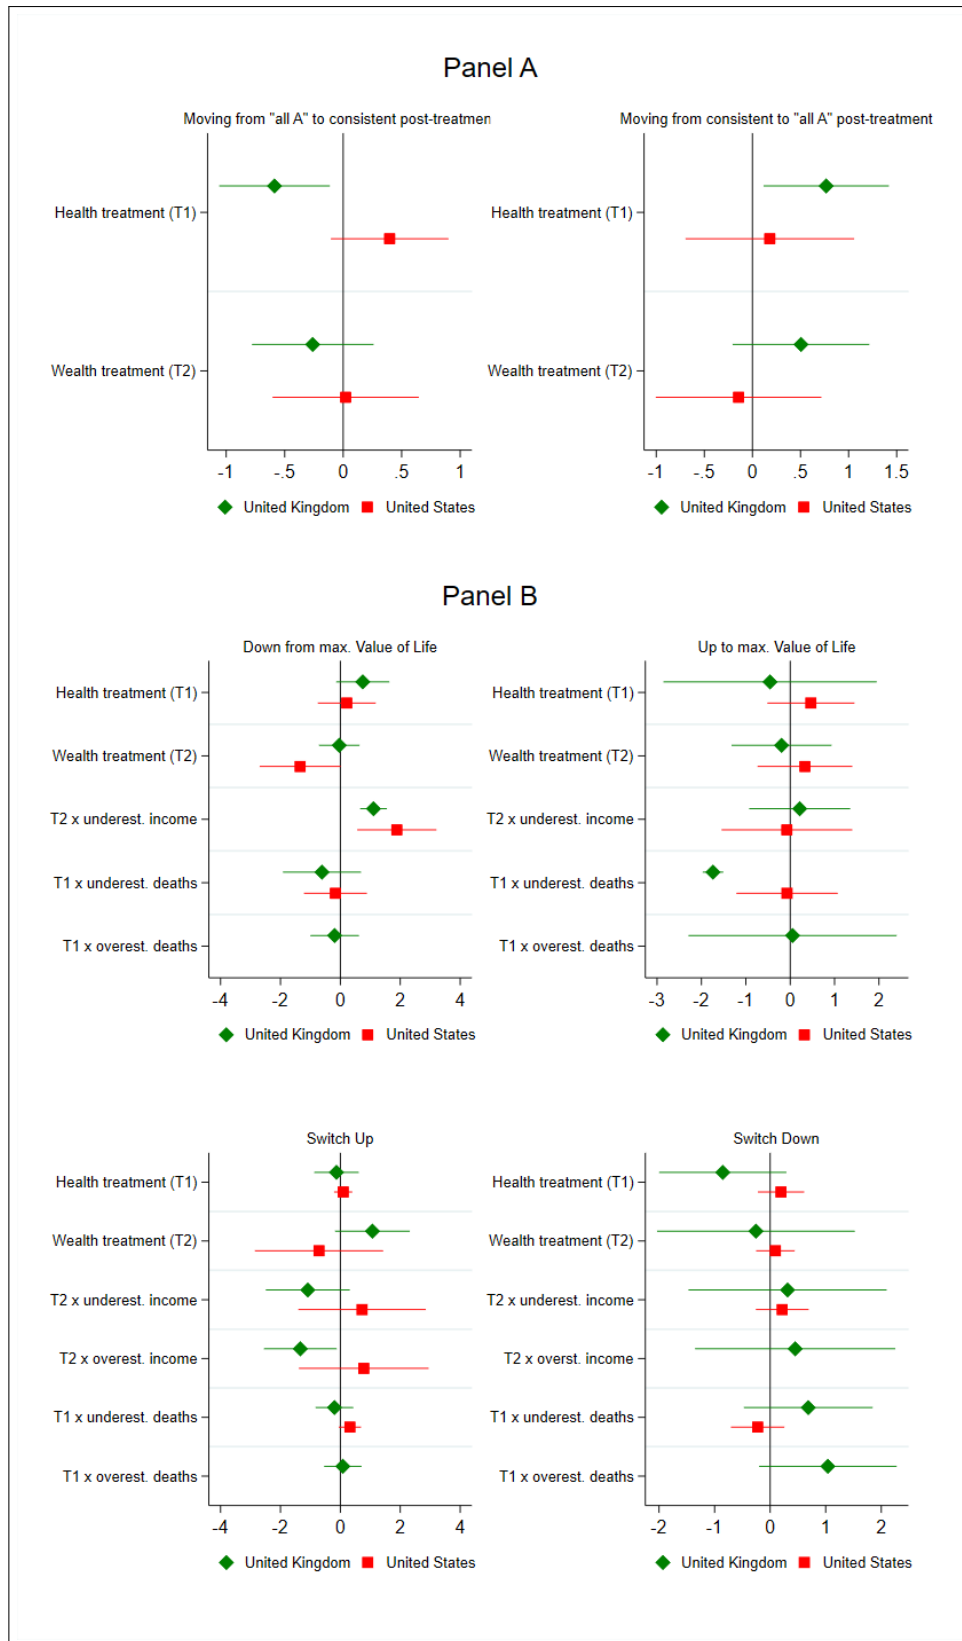 Panel A
Moving from "all A" to consistent post-treatmen
Moving from consistent to "all A" post-treatment
Health treatment (T1)
Wealth treatment (T2)
-1 -.5 0 .5 1
United Kingdom United States
Health treatment (T1)
Wealth treatment (T2)
-1 -.5 0 .5 1 1.5
United Kingdom United States
Panel B
Down from max. Value of Life
Health treatment (T1)
Wealth treatment (T2)
T2 x underest. income
T1 x underest. deaths
T1 x overest. deaths
-4 -2 0 2 4
United Kingdom United States
Up to max. Value of Life
Health treatment (T1)
Wealth treatment (T2)
T2 x underest. income
T1 x underest. deaths
T1 x overest. deaths
-3 -2 -1 0 1 2
United Kingdom United States
Switch Up
Health treatment (T1)
Wealth treatment (T2)
T2 x underest. income
T2 x overest. income
T1 x underest. deaths
T1 x overest. deaths
-4 -2 0 2 4
United Kingdom United States
Switch Down
Health treatment (T1)
Wealth treatment (T2)
T2 x underest. income
T2 x overst. income
T1 x underest. deaths
T1 x overest. deaths
-2 -1 0 1 2
United Kingdom United States